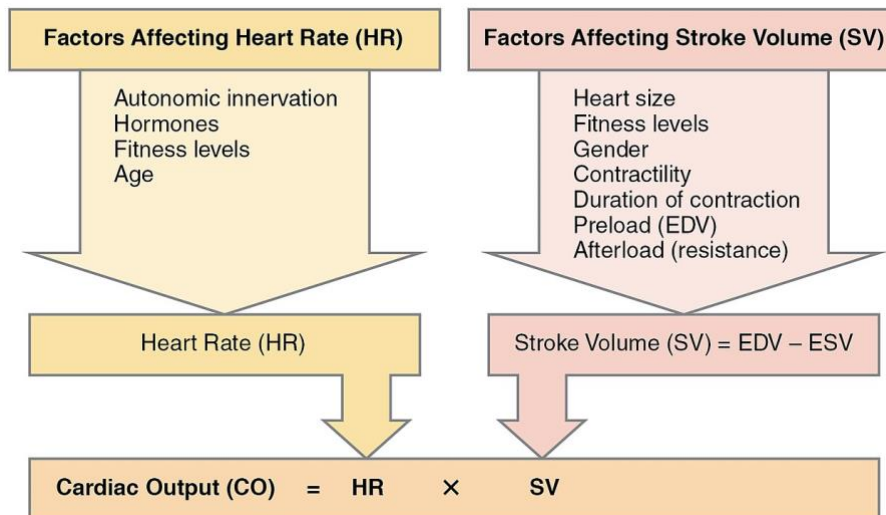 Factors Affecting Heart Rate (HR)
Autonomic innervation
Hormones
Fitness levels
Age
Heart Rate (HR)
Factors Affecting Stroke Volume (SV)
Heart size
Fitness levels
Gender
Contractility
Duration of contraction
Preload (EDV)
Afterload (resistance)
Stroke Volume (SV) = EDV – ESV
Cardiac Output (CO) = HR × SV